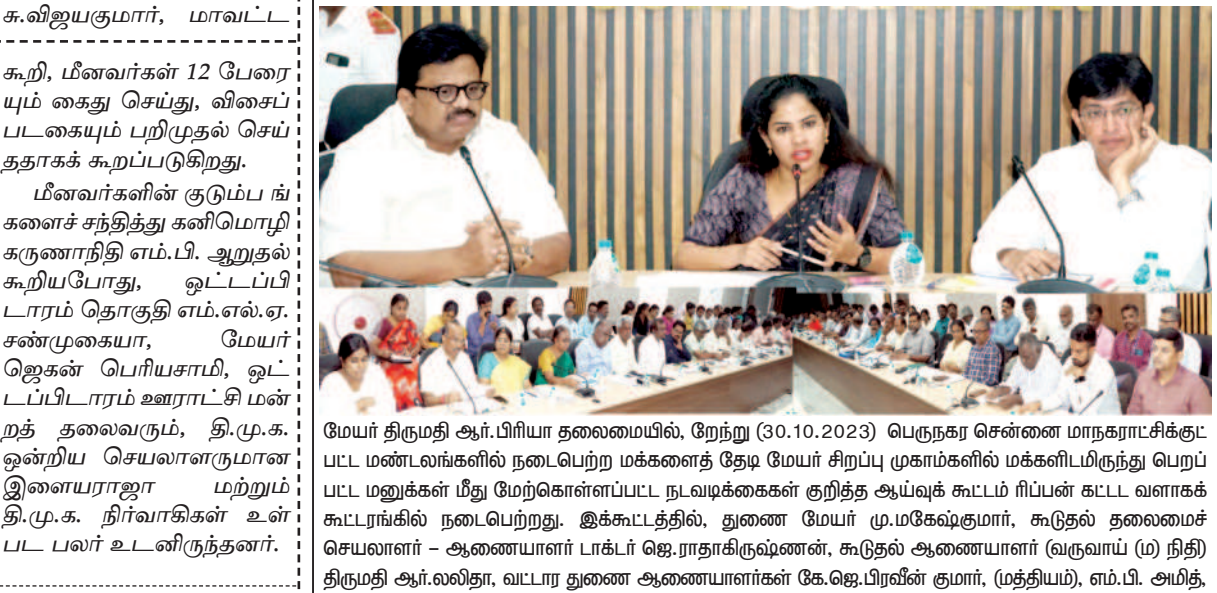 சு.விஜயகுமார், மாவட்ட
கூறி, மீனவர்கள் 12 பேரை
யும் கைது செய்து, விசைப்
படகையும் பறிமுதல் செய்
ததாகக் கூறப்படுகிறது.
மீனவர்களின் குடும்ப ங்
களைச் சந்தித்து கனிமொழி
கருணாநிதி எம்.பி. ஆறுதல்
கூறியபோது, ஒட்டப்பி
டாரம் தொகுதி எம்.எல்.ஏ.
சண்முகையா, மேயர்
ஜெகன் பெரியசாமி, ஒட்
டப்பிடாரம் ஊராட்சி மன்
றத் தலைவரும், தி.மு.க.
ஒன்றிய செயலாளருமான
இளையராஜா மற்றும்
தி.மு.க. நிர்வாகிகள் உள்
பட பலர் உடனிருந்தனர்.
மேயர் திருமதி ஆர்.பிரியா தலைமையில், றேற்று (30.10.2023) பெருநகர சென்னை மாநகராட்சிக்குட்
பட்ட மண்டலங்களில் நடைபெற்ற மக்களைத் தேடி மேயர் சிறப்பு முகாம்களில் மக்களிடமிருந்து பெறப்
பட்ட மனுக்கள் மீது மேற்கொள்ளப்பட்ட நடவடிக்கைகள் குறித்த ஆய்வுக் கூட்டம் ரிப்பன் கட்டட வளாகக்
கூட்டரங்கில் நடைபெற்றது. இக்கூட்டத்தில், துணை மேயர் மு.மகேஷ்குமார், கூடுதல் தலைமைச்
செயலாளர் – ஆணையாளர் டாக்டர் ஜெ.ராதாகிருஷ்ணன், கூடுதல் ஆணையாளர் (வருவாய் (ம) நிதி)
திருமதி ஆர்.லலிதா, வட்டார துணை ஆணையாளர்கள் கே.ஜெ.பிரவீன் குமார், (மத்தியம்), எம்.பி. அமித்,